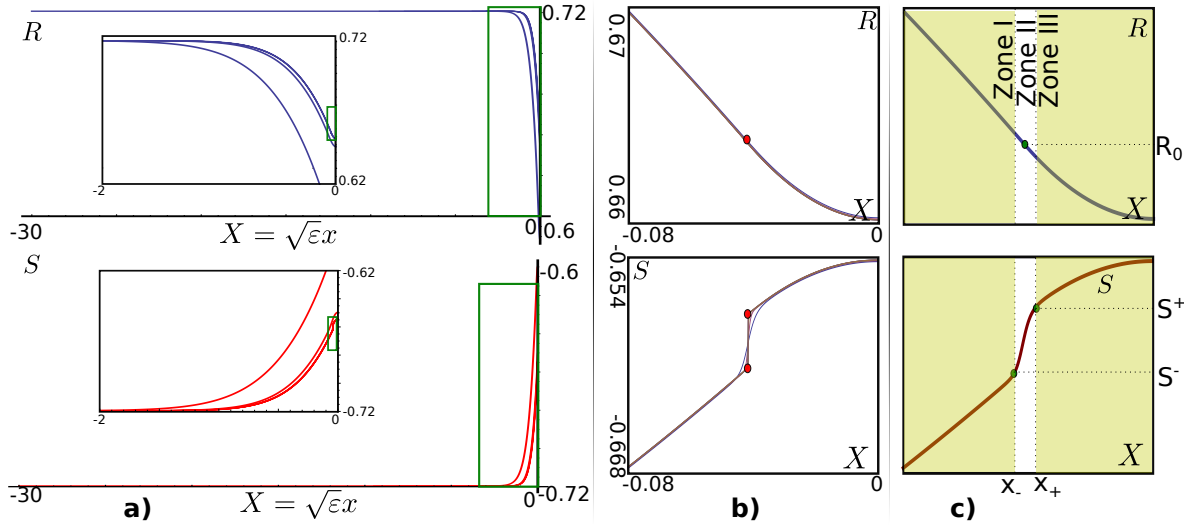 R
0.72
0.72
0.62
-2
0
-30
X = √εx
0
0.6
S
-0.6
-0.62
-0.72
-2
0
-30
X = √εx
0
-0.72
a)
0.67
0.66
X
-0.08
0
S
-0.654
-0.668
X
-0.08
0
b)
R
Zone I
Zone II
Zone III
R₀
X
S
S⁺
S⁻
X
x₋
x₊
c)